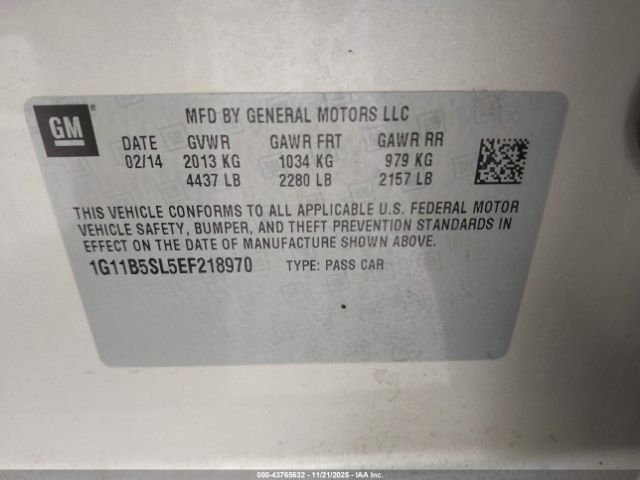 GM
MFD BY GENERAL MOTORS LLC
DATE GVWR GAWR FRT GAWR RR
02/14 2013 KG 1034 KG 979 KG
4437 LB 2280 LB 2157 LB
THIS VEHICLE CONFORMS TO ALL APPLICABLE U.S. FEDERAL MOTOR
VEHICLE SAFETY, BUMPER, AND THEFT PREVENTION STANDARDS IN
EFFECT ON THE DATE OF MANUFACTURE SHOWN ABOVE.
1G11B5SL5EF218970 TYPE: PASS CAR
000-43765632 - 11/21/2025 - IAA, Inc.